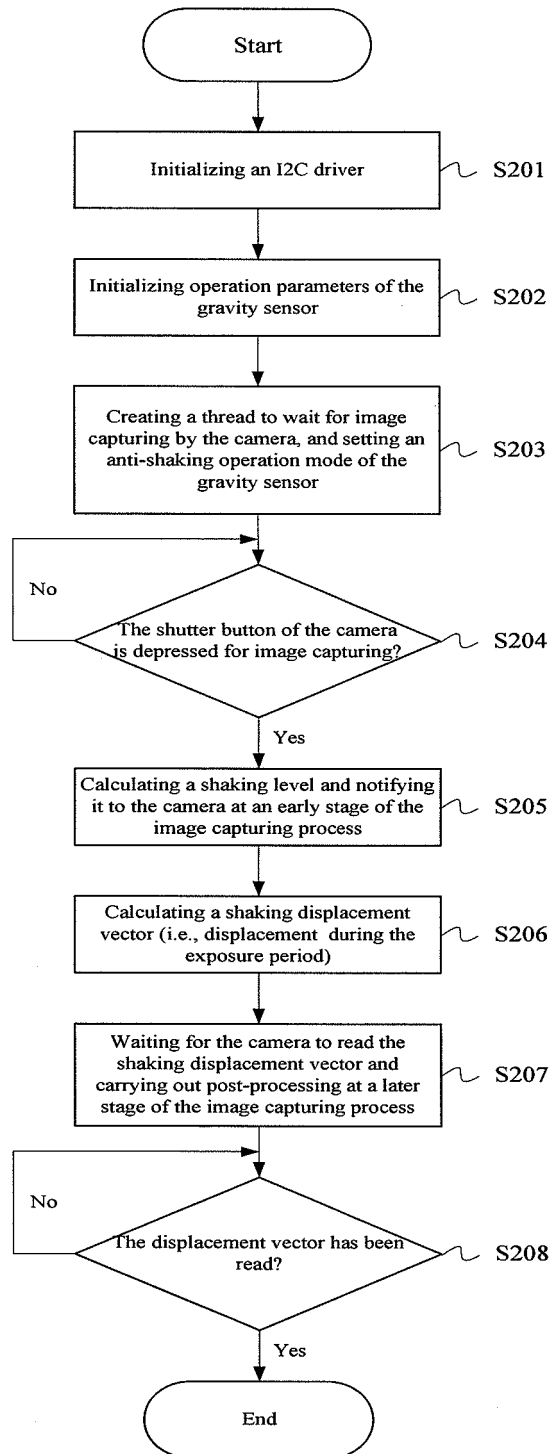 Start
Initializing an I2C driver
S201
Initializing operation parameters of the
gravity sensor
S202
Creating a thread to wait for image
capturing by the camera, and setting an
anti-shaking operation mode of the
gravity sensor
S203
No
The shutter button of the camera
is depressed for image capturing?
S204
Yes
Calculating a shaking level and notifying
it to the camera at an early stage of the
image capturing process
S205
Calculating a shaking displacement
vector (i.e., displacement during the
exposure period)
S206
Waiting for the camera to read the
shaking displacement vector and
carrying out post-processing at a later
stage of the image capturing process
S207
No
The displacement vector has been
read?
S208
Yes
End